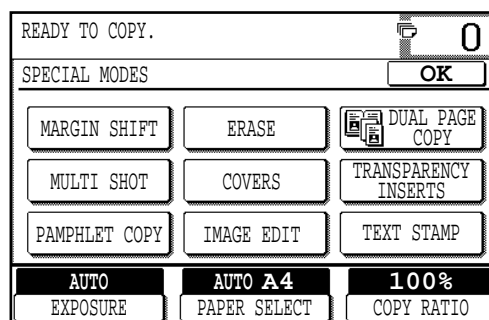 READY TO COPY.
0
SPECIAL MODES
OK
MARGIN SHIFT
ERASE
DUAL PAGE
COPY
MULTI SHOT
COVERS
TRANSPARENCY
INSERTS
PAMPHLET COPY
IMAGE EDIT
TEXT STAMP
AUTO
AUTO A4
100%
EXPOSURE
PAPER SELECT
COPY RATIO